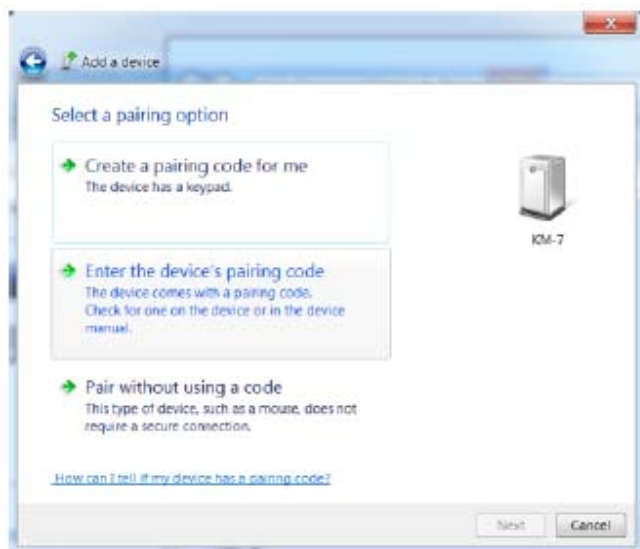 Add a device
Select a pairing option
Create a pairing code for me
The device has a keypad.
KM-7
Enter the device's pairing code
The device comes with a pairing code.
Check for one on the device or in the device
manual.
Pair without using a code
This type of device, such as a mouse, does not
require a secure connection.
How can I tell if my device has a pairing code?
Next
Cancel